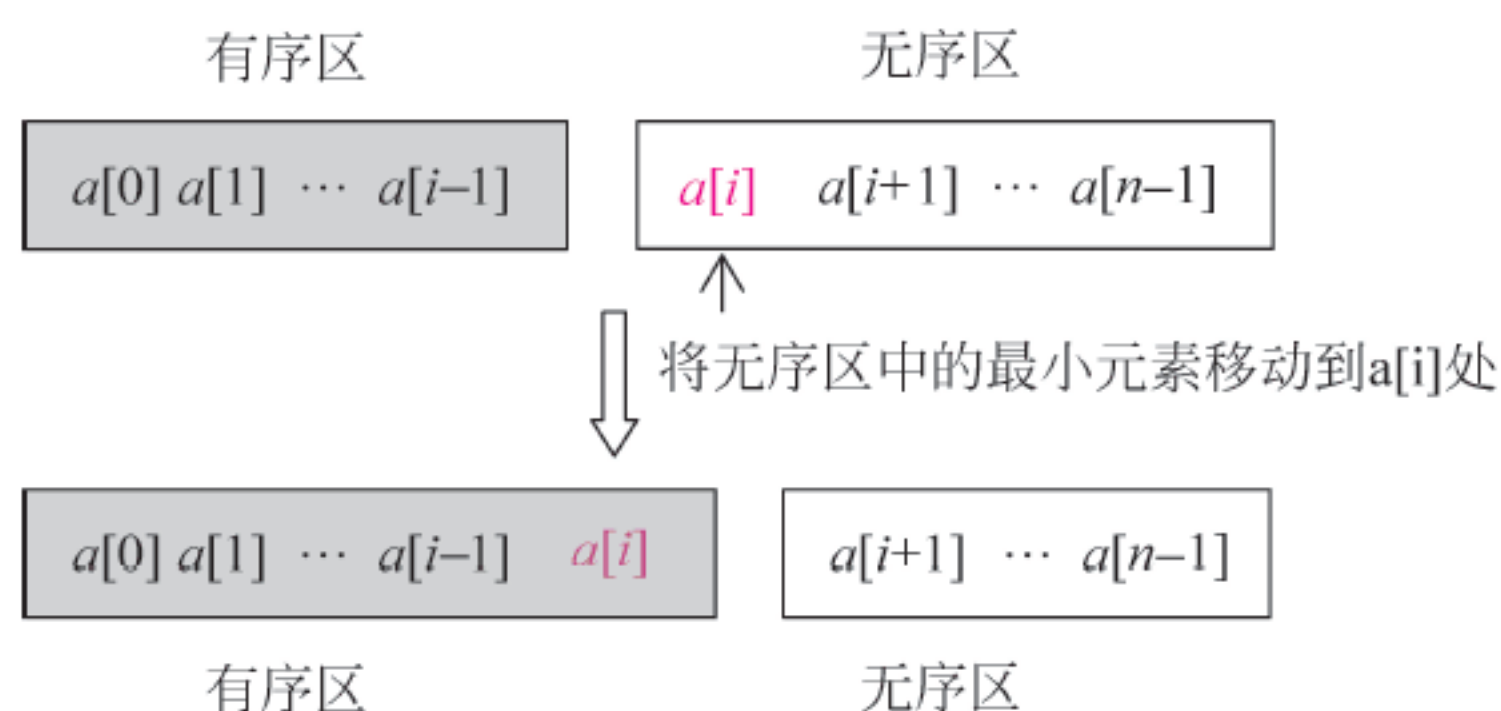 有序区 无序区
a[0] a[1] … a[i–1] a[i] a[i+1] … a[n–1]
将无序区中的最小元素移动到a[i]处
a[0] a[1] … a[i–1] a[i] a[i+1] … a[n–1]
有序区 无序区